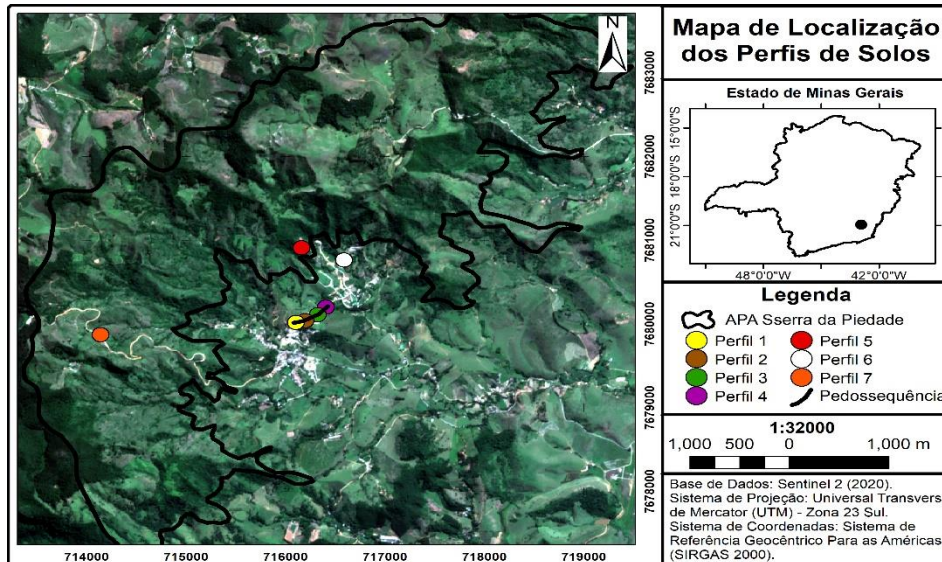 Mapa de Localização
dos Perfis de Solos
N
Estado de Minas Gerais
15°0'0"S
18°0'0"S
21°0'0"S
48°0'0"W
42°0'0"W
Legenda
APA Sserra da Piedade
Perfil 1
Perfil 5
Perfil 2
Perfil 6
Perfil 3
Perfil 7
Perfil 4
Pedossequência
1:32000
1,000 500 0 1,000 m
Base de Dados: Sentinel 2 (2020).
Sistema de Projeção: Universal Transvers
de Mercator (UTM) - Zona 23 Sul.
Sistema de Coordenadas: Sistema de
Referência Geocêntrico Para as Américas
(SIRGAS 2000).
7683000
7682000
7681000
7680000
7679000
7678000
714000 715000 716000 717000 718000 719000